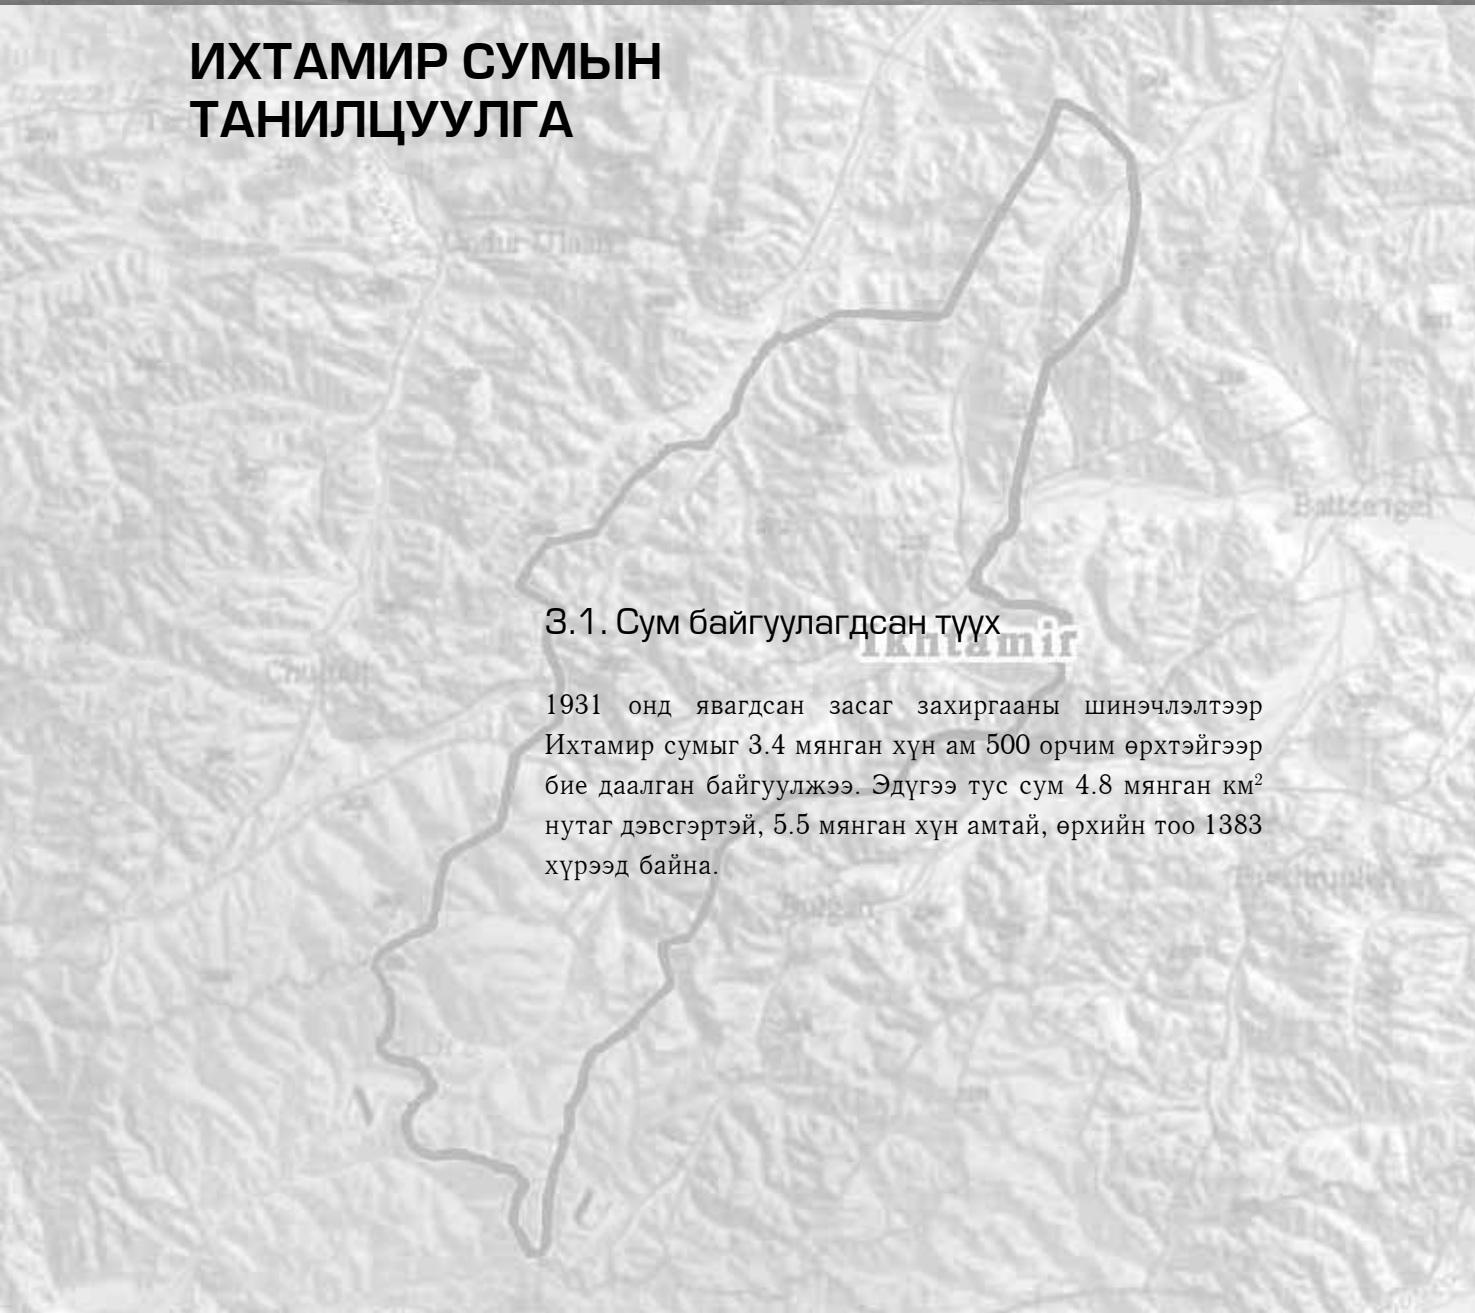 ИХТАМИР СУМЫН
ТАНИЛЦУУЛГА
Undur Ulaan
Battsengel
3.1. Сум байгуулагдсан түүх
Ikhtamir
1931 онд явагдсан засаг захиргааны шинэчлэлтээр
Ихтамир сумыг 3.4 мянган хүн ам 500 орчим өрхтэйгээр
бие даалган байгуулжээ. Эдүгээ тус сум 4.8 мянган км²
нутаг дэвсгэртэй, 5.5 мянган хүн амтай, өрхийн тоо 1383
хүрээд байна.
Bulgan